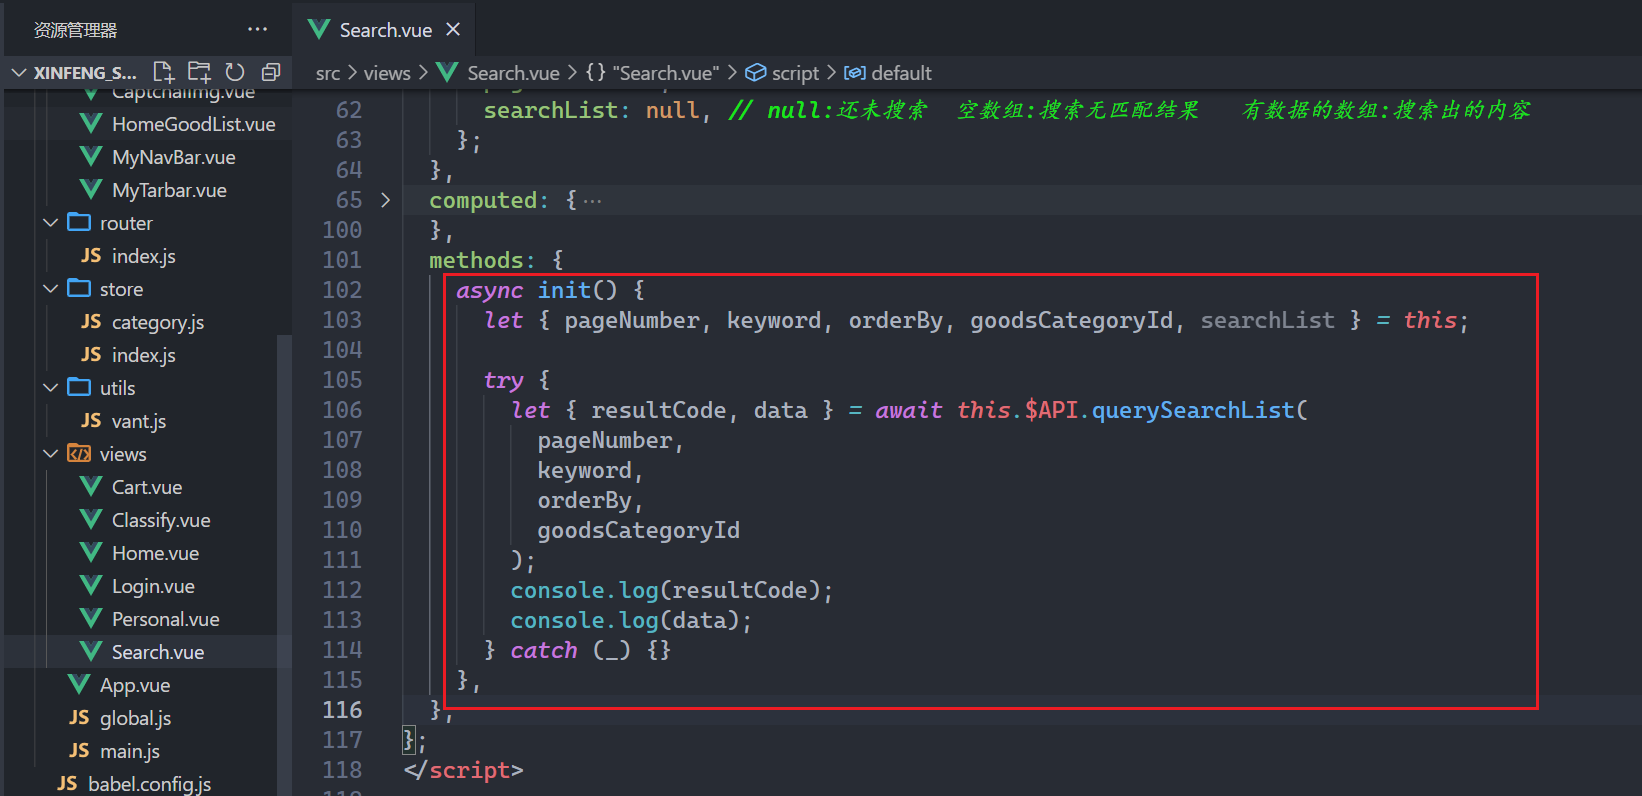 资源管理器 ···
Search.vue
XINFENG_S...
src > views > Search.vue > {} "Search.vue" > script > default
CaptchaImg.vue
HomeGoodList.vue
MyNavBar.vue
MyTarbar.vue
router
JS index.js
store
JS category.js
JS index.js
utils
JS vant.js
views
Cart.vue
Classify.vue
Home.vue
Login.vue
Personal.vue
Search.vue
App.vue
JS global.js
JS main.js
JS babel.config.js
62 searchList: null, // null:还未搜索 空数组:搜索无匹配结果 有数据的数组:搜索出的内容
63 };
64 },
65 computed: {···
100 },
101 methods: {
102 async init() {
103 let { pageNumber, keyword, orderBy, goodsCategoryId, searchList } = this;
104
105 try {
106 let { resultCode, data } = await this.$API.querySearchList(
107 pageNumber,
108 keyword,
109 orderBy,
110 goodsCategoryId
111 );
112 console.log(resultCode);
113 console.log(data);
114 } catch (_) {}
115 },
116 },
117 };
118 </script>